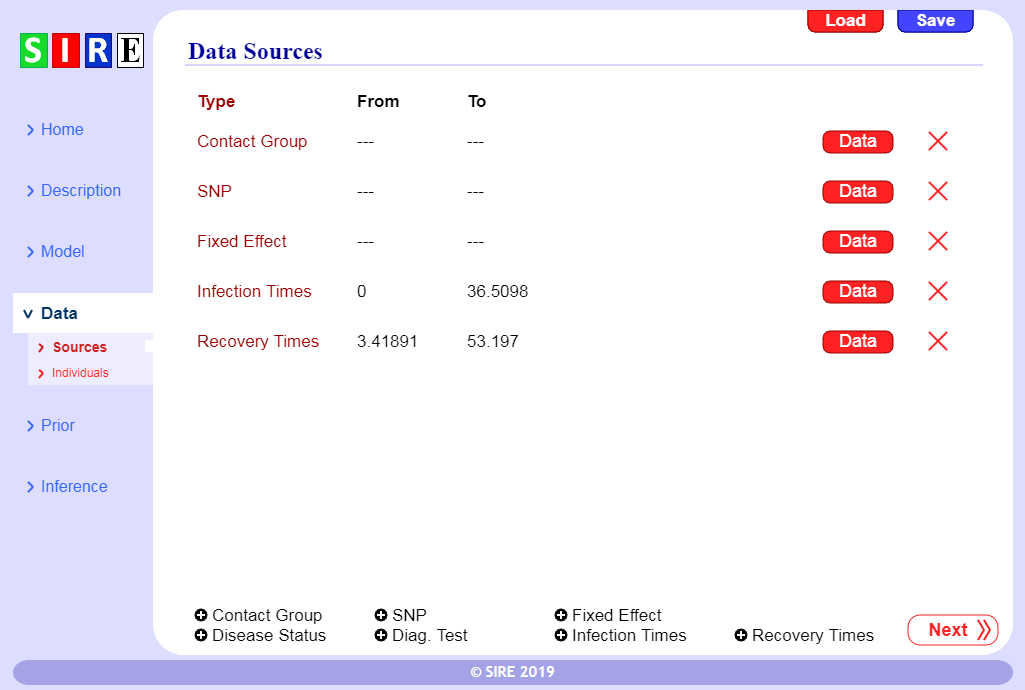 Load Save
SIRE
Data Sources
Type From To
Home
Contact Group --- --- Data
Description
SNP --- --- Data
Model
Fixed Effect --- --- Data
Infection Times 0 36.5098 Data
Data
Recovery Times 3.41891 53.197 Data
Sources
Individuals
Prior
Inference
Contact Group SNP Fixed Effect
Disease Status Diag. Test Infection Times Recovery Times
Next
© SIRE 2019